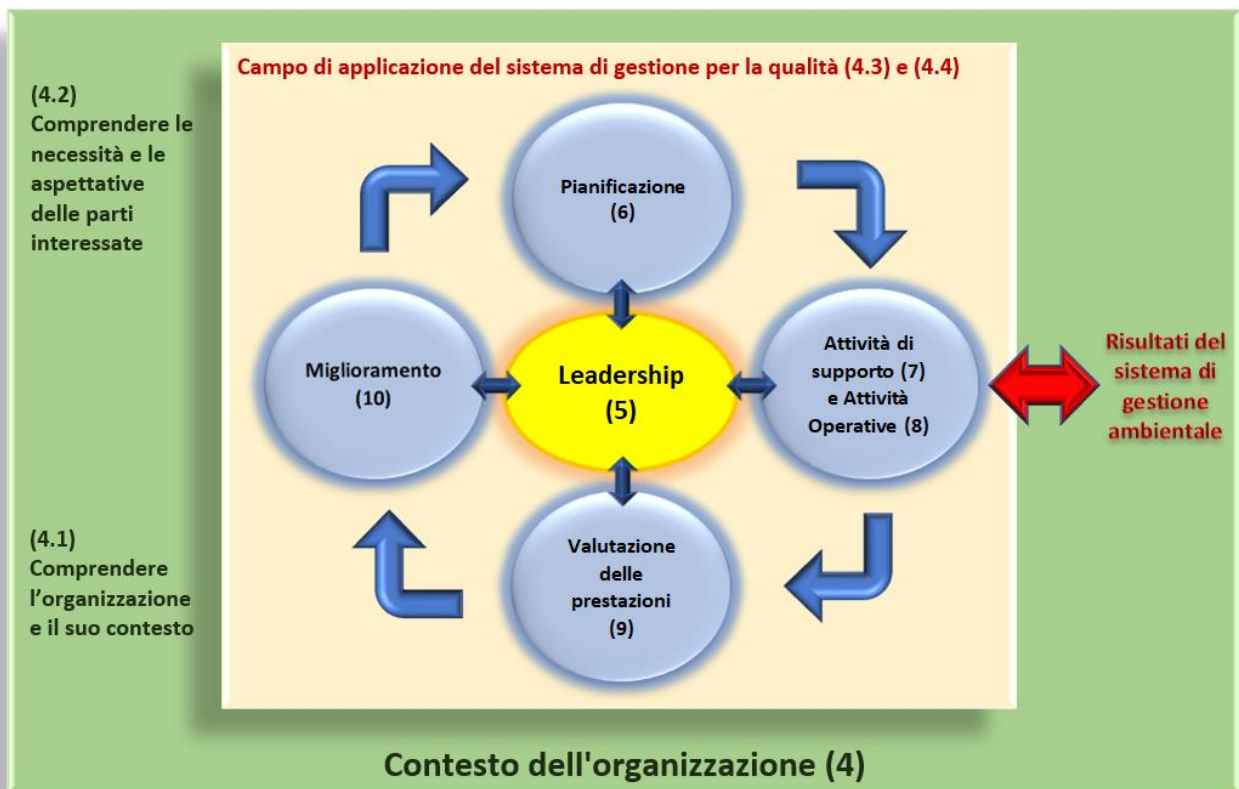 Campo di applicazione del sistema di gestione per la qualità (4.3) e (4.4)
(4.2)
Comprendere le
necessità e le
aspettative
delle parti
interessate
Pianificazione
(6)
Miglioramento
(10)
Leadership
(5)
Attività di
supporto (7)
e Attività
Operative (8)
Risultati del
sistema di
gestione
ambientale
(4.1)
Comprendere
l'organizzazione
e il suo contesto
Valutazione
delle
prestazioni
(9)
Contesto dell'organizzazione (4)